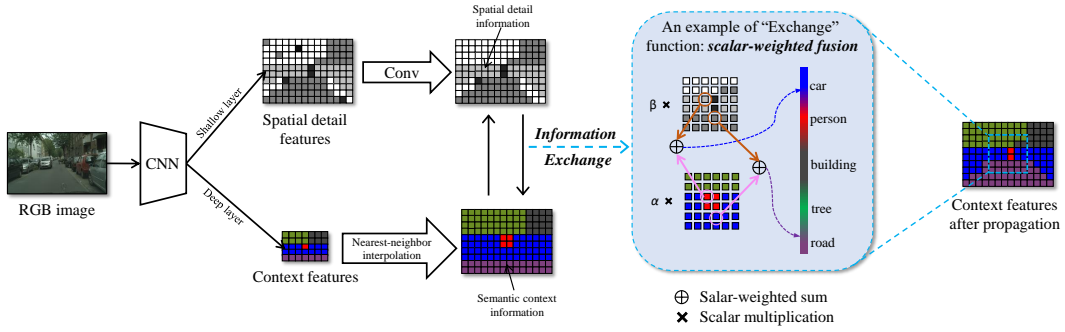 RGB image
CNN
Shallow layer
Deep layer
Spatial detail
features
Context features
Conv
Nearest-neighbor
interpolation
Spatial detail
information
Semantic context
information
Information
Exchange
An example of “Exchange”
function: scalar-weighted fusion
β
α
car
person
building
tree
road
Salar-weighted sum
Scalar multiplication
Context features
after propagation